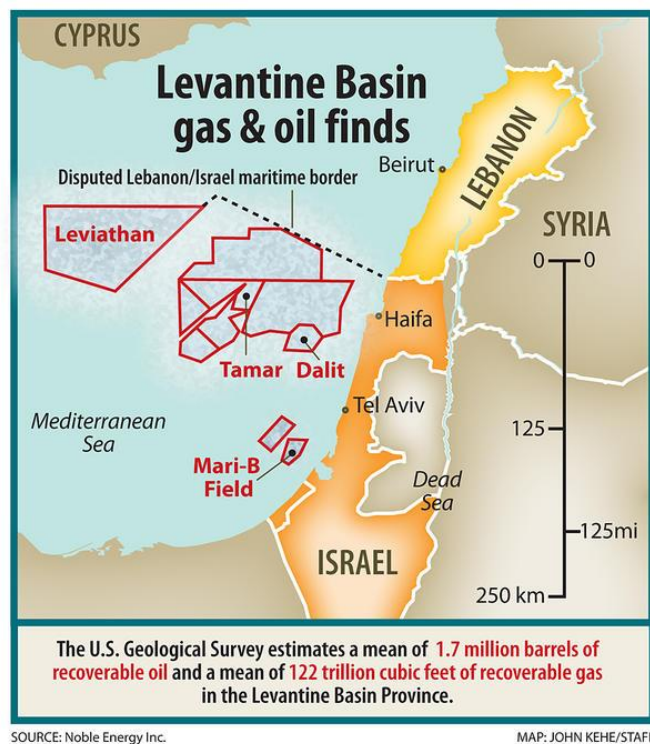 CYPRUS
Levantine Basin
gas & oil finds
Disputed Lebanon/Israel maritime border
Beirut
LEBANON
SYRIA
Leviathan
0 0
Haifa
Tamar Dalit
Tel Aviv
Mediterranean
Sea
125
Mari-B
Field
Dead
Sea
125mi
ISRAEL
250 km
The U.S. Geological Survey estimates a mean of 1.7 million barrels of
recoverable oil and a mean of 122 trillion cubic feet of recoverable gas
in the Levantine Basin Province.
SOURCE: Noble Energy Inc.
MAP: JOHN KEHE/STAFF